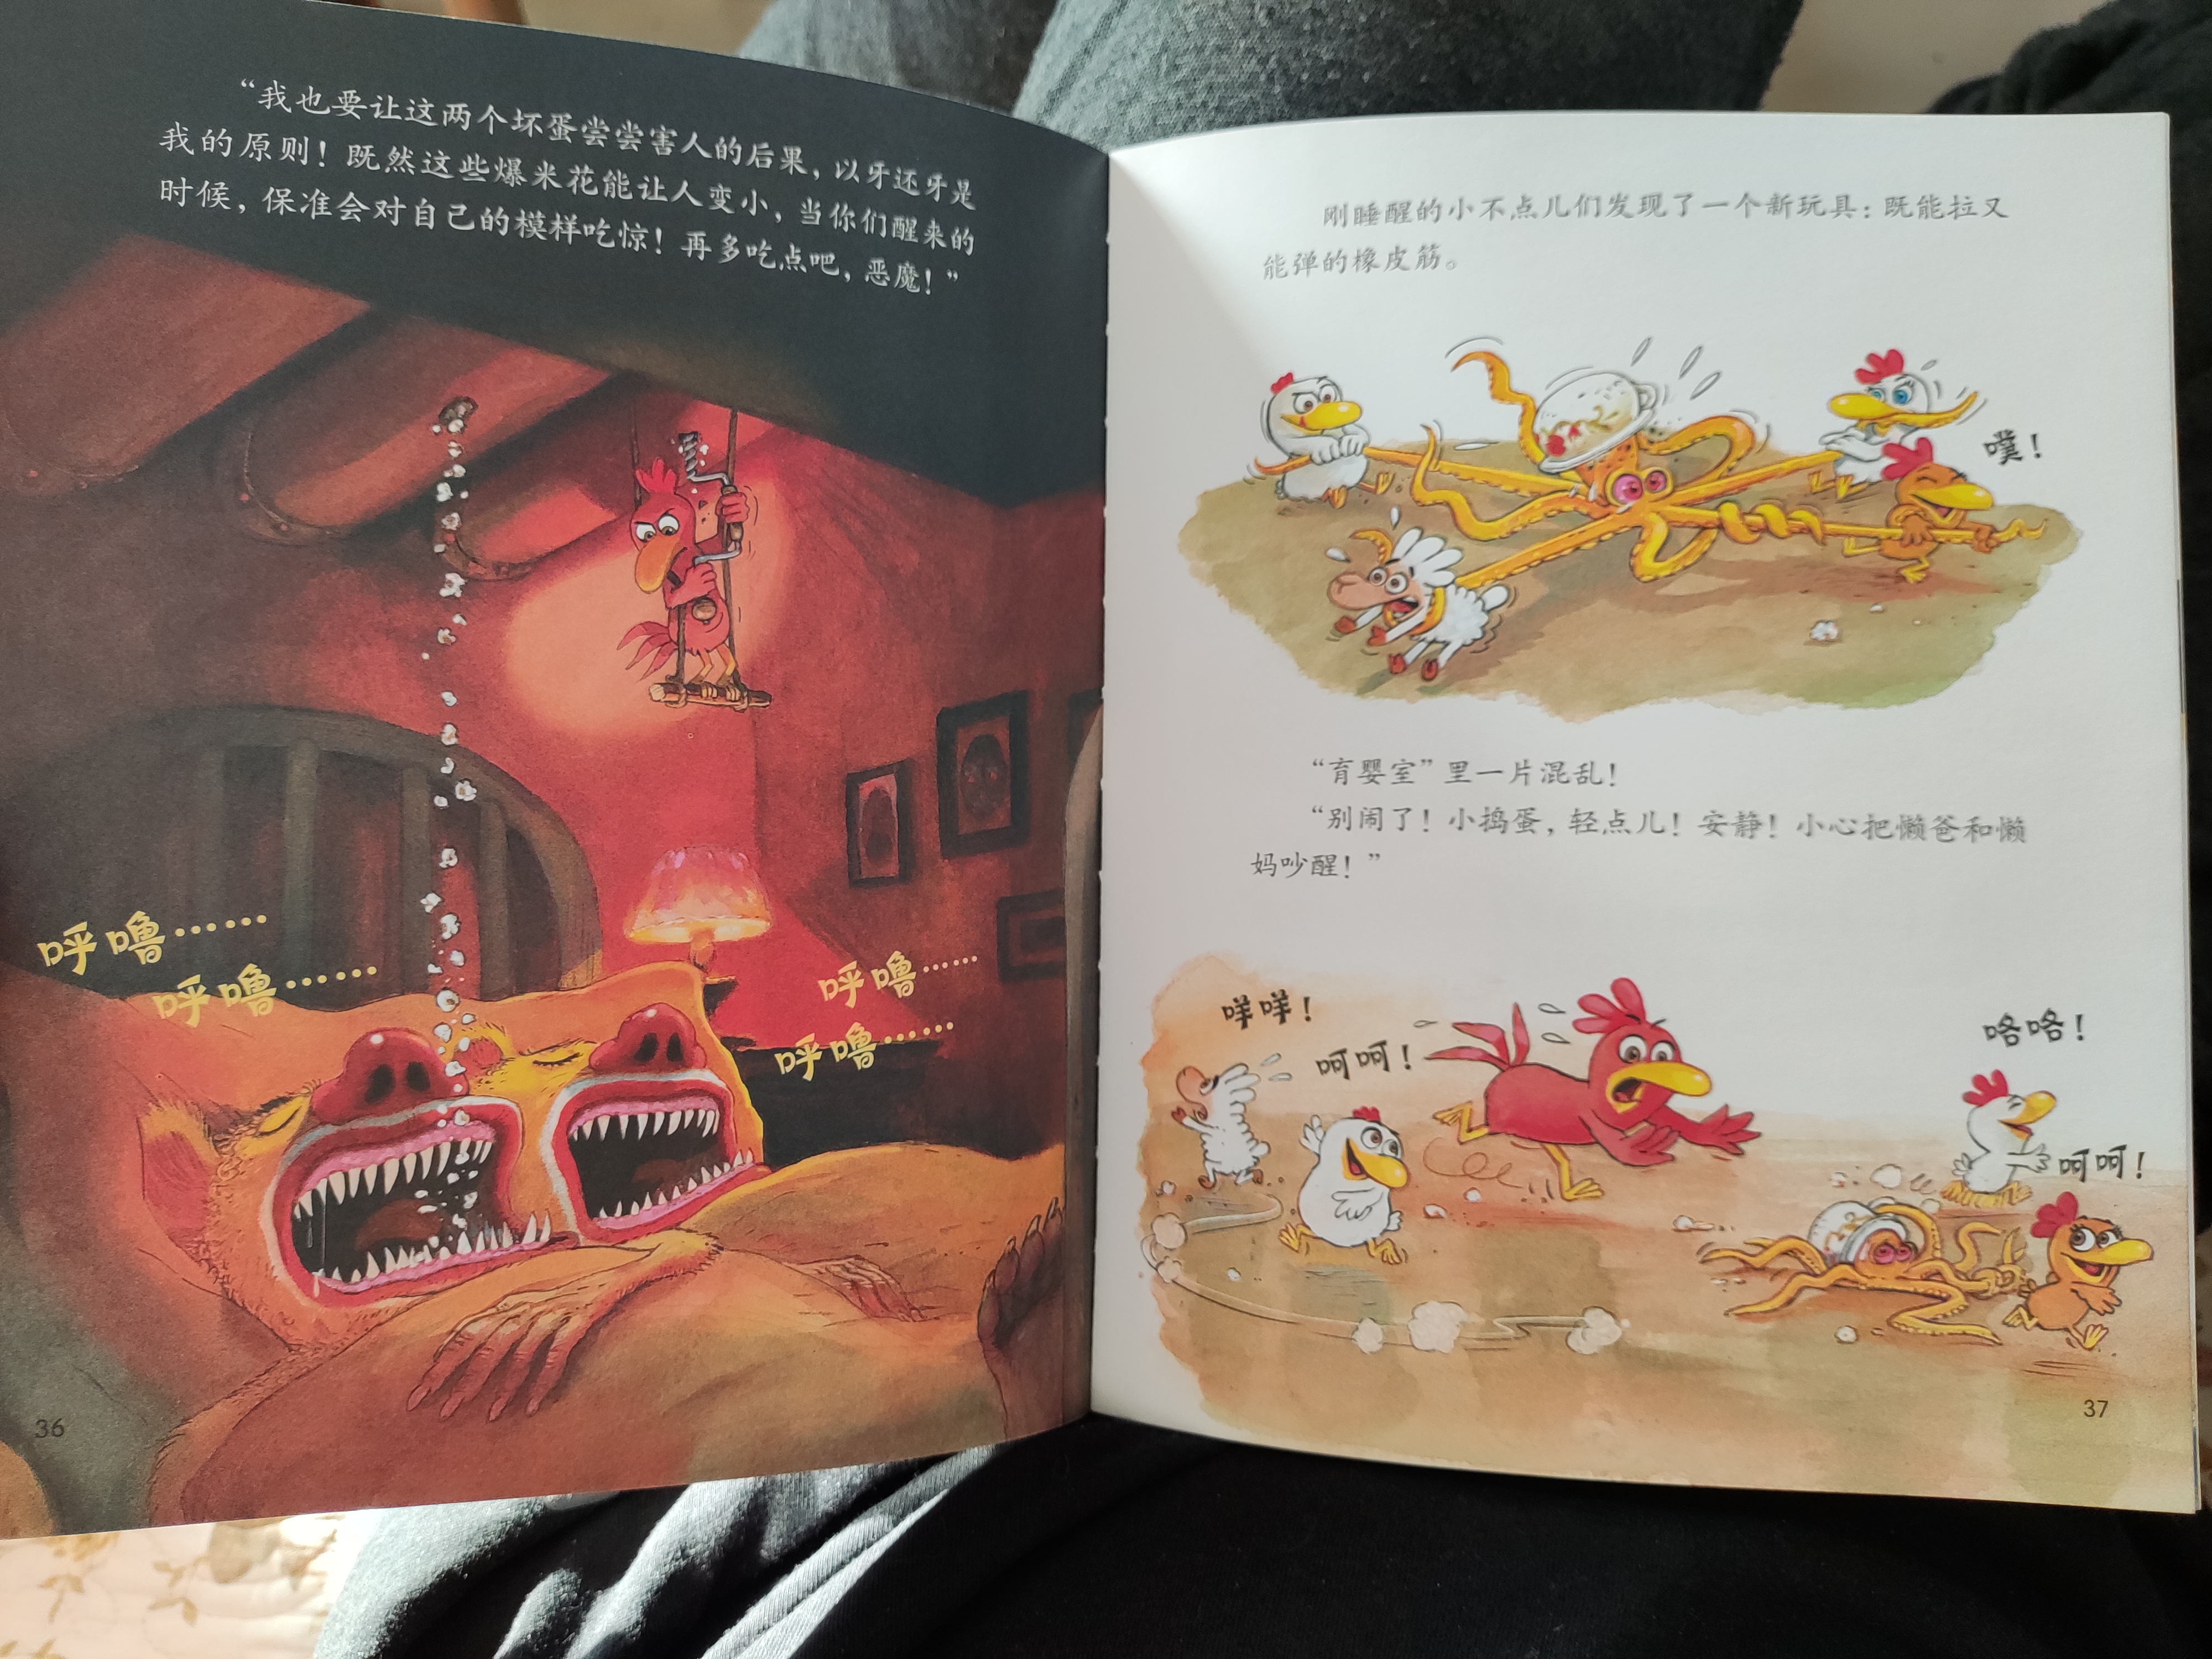 “我也要让这两个坏蛋尝尝害人的后果，以牙还牙是
我的原则！既然这些爆米花能让人变小，当你们醒来的
时候，保准会对自己的模样吃惊！再多吃点吧，恶魔！”
呼噜……
呼噜……
呼噜……
呼噜……
36
刚睡醒的小不点儿们发现了一个新玩具：既能拉又
能弹的橡皮筋。
噗！
“育婴室”里一片混乱！
“别闹了！小捣蛋，轻点儿！安静！小心把懒爸和懒
妈吵醒！”
咩咩！
呵呵！
咯咯！
呵呵！
37